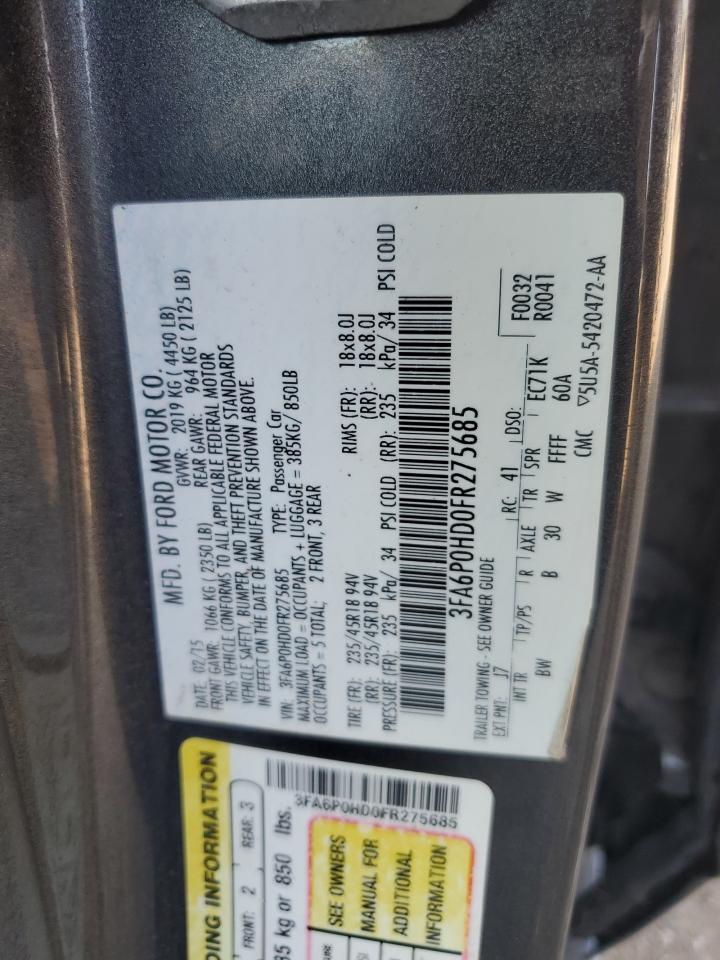 MFD. BY FORD MOTOR CO.
DATE: 02/15 GVWR: 2019 KG ( 4450 LB)
FRONT GAWR: 1066 KG ( 2350 LB) REAR GAWR: 964 KG ( 2125 LB)
THIS VEHICLE CONFORMS TO ALL APPLICABLE FEDERAL MOTOR
VEHICLE SAFETY, BUMPER, AND THEFT PREVENTION STANDARDS
IN EFFECT ON THE DATE OF MANUFACTURE SHOWN ABOVE.
VIN: 3FA6P0HD0FR275685 TYPE: Passenger Car
MAXIMUM LOAD = OCCUPANTS + LUGGAGE = 385KG/ 850LB
OCCUPANTS = 5 TOTAL, 2 FRONT, 3 REAR
TIRE (FR): 235/45R18 94V RIMS (FR): 18x8.0J
(RR): 235/45R18 94V (RR): 18x8.0J
PRESSURE (FR): 235 kPa/ 34 PSI COLD (RR): 235 kPa/ 34 PSI COLD
3FA6P0HD0FR275685
TRAILER TOWING - SEE OWNER GUIDE
EXT PNT: J7 RC: 41 DSO: F0032
R0041
INT TR TP/PS R AXLE TR SPR EC71K
BW B 30 W FFFF 60A
CMC 5U5A-5420472-AA
DING INFORMATION
FRONT: 2 REAR: 3
35 kg or 850 lbs.
3FA6P0HD0FR275685
SEE OWNERS
MANUAL FOR
ADDITIONAL
INFORMATION